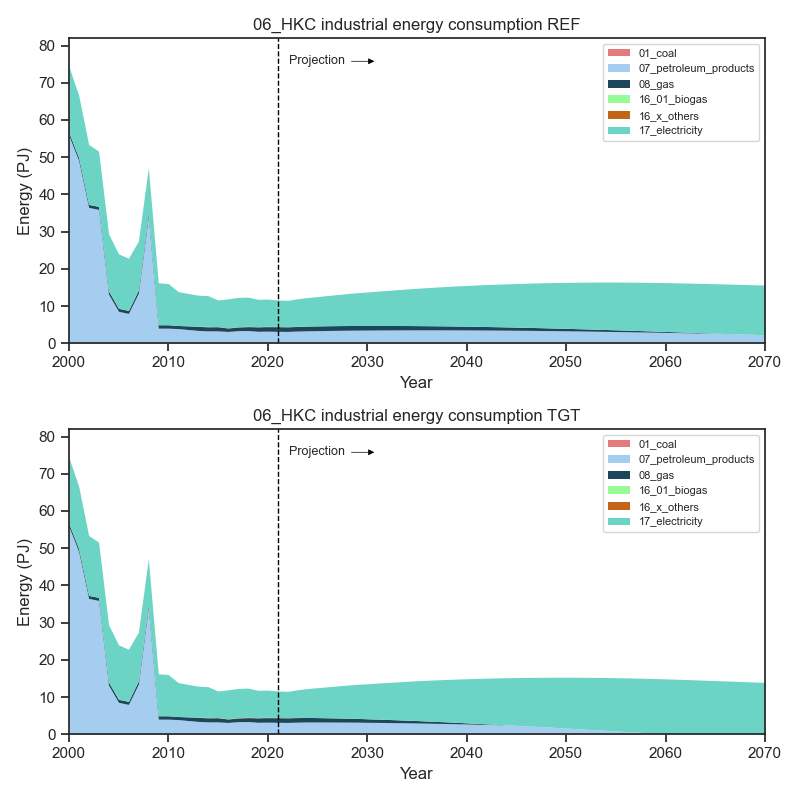 06_HKC industrial energy consumption REF
80
70
60
50
40
30
20
10
0
Energy (PJ)
Projection
01_coal
07_petroleum_products
08_gas
16_01_biogas
16_x_others
17_electricity
2000 2010 2020 2030 2040 2050 2060 2070
Year
06_HKC industrial energy consumption TGT
80
70
60
50
40
30
20
10
0
Energy (PJ)
Projection
01_coal
07_petroleum_products
08_gas
16_01_biogas
16_x_others
17_electricity
2000 2010 2020 2030 2040 2050 2060 2070
Year